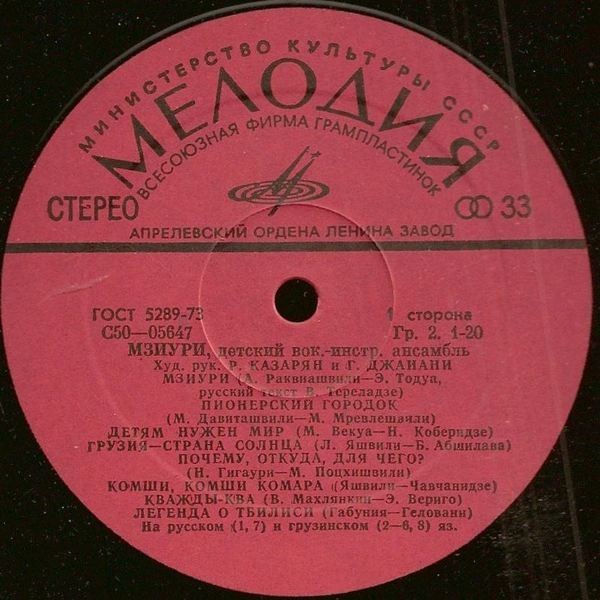 МИНИСТЕРСТВО КУЛЬТУРЫ СССР
МЕЛОДИЯ
ВСЕСОЮЗНАЯ ФИРМА ГРАМПЛАСТИНОК
СТЕРЕО 33
АПРЕЛЕВСКИЙ ОРДЕНА ЛЕНИНА ЗАВОД
ГОСТ 5289-73 1 сторона
С50—05647 Гр. 2. 1-20
МЗИУРИ, детский вок.-инстр. ансамбль
Худ. рук. Р. КАЗАРЯН и Г. ДЖАИАНИ
МЗИУРИ (А. Раквиашвили—Э. Тодуа,
русский текст В. Тереладзе)
ПИОНЕРСКИЙ ГОРОДОК
(М. Давиташвили—М. Мревлешвили)
ДЕТЯМ НУЖЕН МИР (М. Векуа—Н. Коберидзе)
ГРУЗИЯ—СТРАНА СОЛНЦА (Л. Яшвили—Б. Абшилава)
ПОЧЕМУ, ОТКУДА, ДЛЯ ЧЕГО?
(Н. Гигаури—М. Поцхишвили)
КОМШИ, КОМШИ КОМАРА (Яшвили—Чавчанидзе)
КВАЖДЫ-КВА (В. Махлянкин—Э. Вериго)
ЛЕГЕНДА О ТБИЛИСИ (Габуния—Геловани)
На русском (1, 7) и грузинском (2—6, 8) яз.